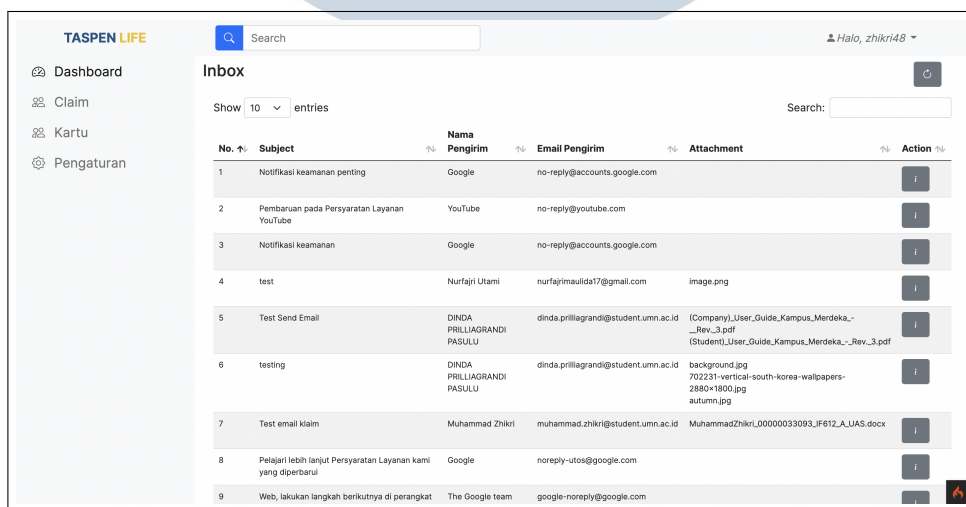 TASPEN LIFE
Search
Halo, zhikri48
Dashboard
Claim
Kartu
Pengaturan
Inbox
Show 10 entries
Search:
No. Subject Nama Pengirim Email Pengirim Attachment Action
1 Notifikasi keamanan penting Google no-reply@accounts.google.com i
2 Pembaruan pada Persyaratan Layanan YouTube YouTube no-reply@youtube.com i
3 Notifikasi keamanan Google no-reply@accounts.google.com i
4 test Nurfajri Utami nurfajrimaulida17@gmail.com image.png i
5 Test Send Email DINDA PRILLIAGRANDI PASULU dinda.prilliagrandi@student.umn.ac.id (Company)_User_Guide_Kampus_Merdeka_-__Rev._3.pdf
(Student)_User_Guide_Kampus_Merdeka_-_Rev._3.pdf i
6 testing DINDA PRILLIAGRANDI PASULU dinda.prilliagrandi@student.umn.ac.id background.jpg
702231-vertical-south-korea-wallpapers-2880x1800.jpg
autumn.jpg i
7 Test email klaim Muhammad Zhikri muhammad.zhikri@student.umn.ac.id MuhammadZhikri_00000033093_IF612_A_UAS.docx i
8 Pelajari lebih lanjut Persyaratan Layanan kami yang diperbarui Google noreply-utos@google.com i
9 Web, lakukan langkah berikutnya di perangkat The Google team google-noreply@google.com